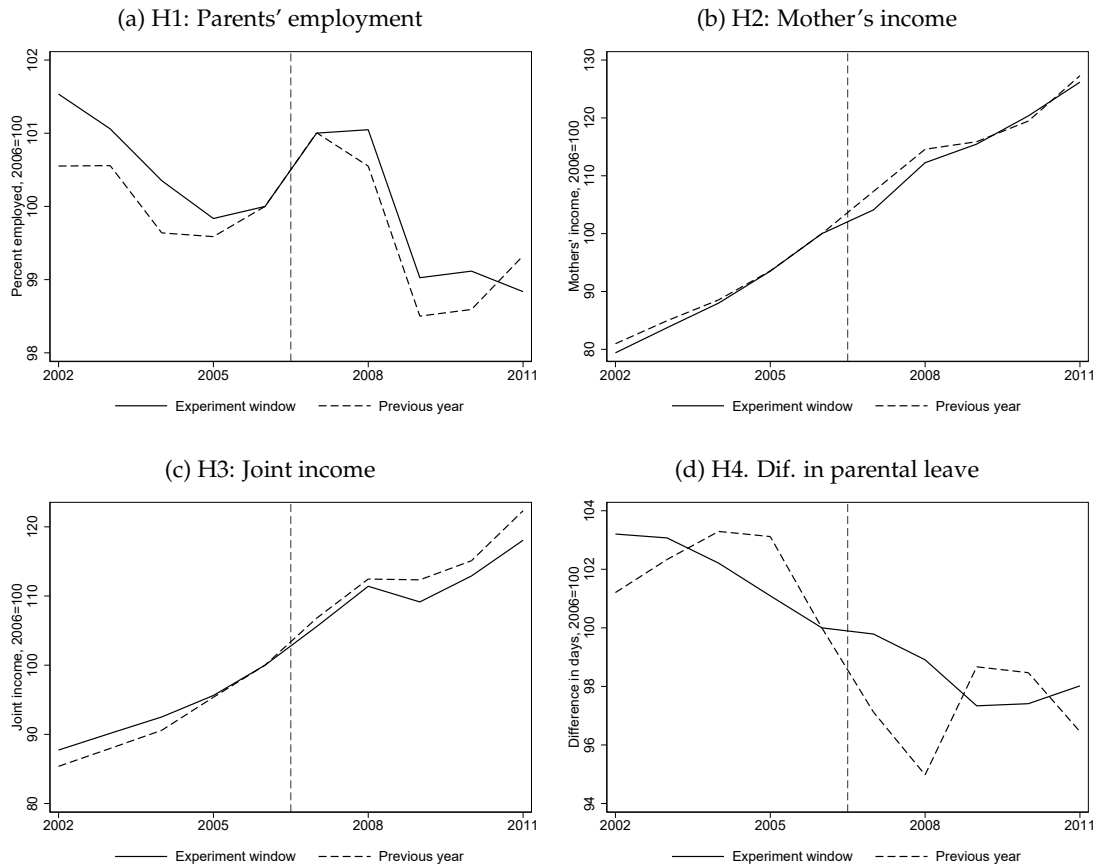 (a) H1: Parents’ employment
Percent employed, 2006=100
102
101
100
99
98
2002
2005
2008
2011
Experiment window
Previous year
(b) H2: Mother’s income
Mothers' income, 2006=100
130
120
110
100
90
80
2002
2005
2008
2011
Experiment window
Previous year
(c) H3: Joint income
Joint income, 2006=100
120
110
100
90
80
2002
2005
2008
2011
Experiment window
Previous year
(d) H4. Dif. in parental leave
Difference in days, 2006=100
104
102
100
98
96
94
2002
2005
2008
2011
Experiment window
Previous year